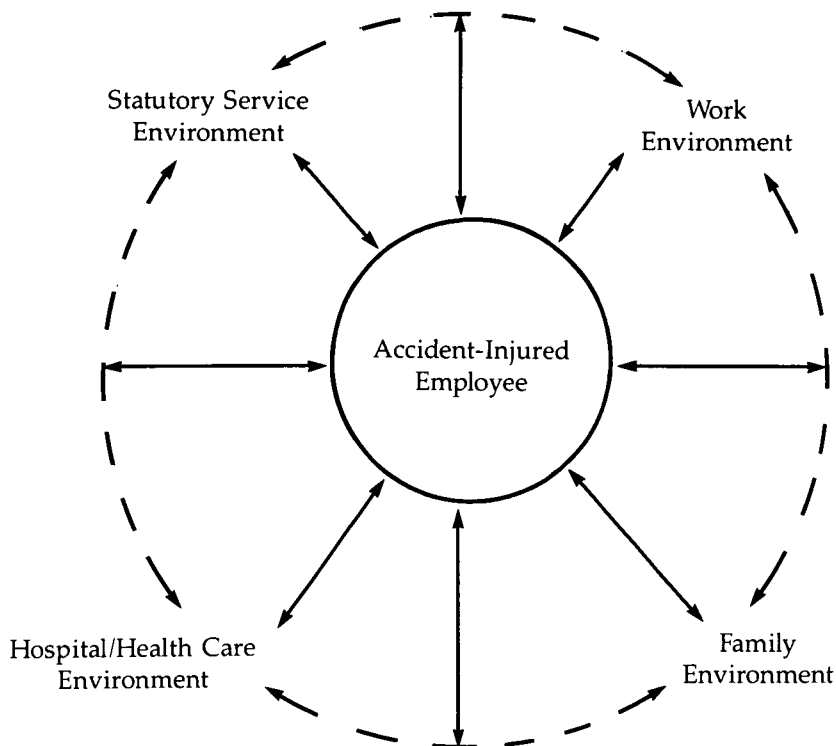 Statutory Service
Environment
Work
Environment
Accident-Injured
Employee
Hospital/Health Care
Environment
Family
Environment